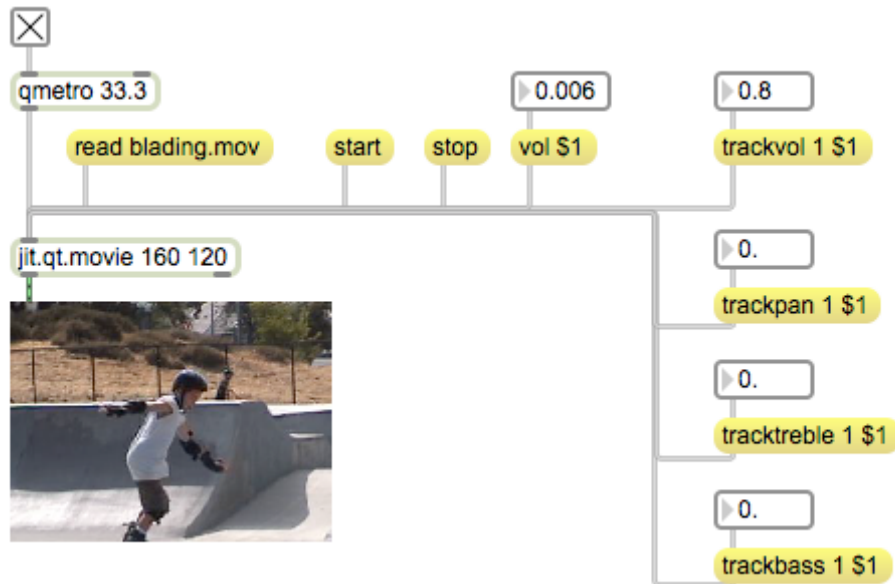 qmetro 33.3
0.006
0.8
read blading.mov
start
stop
vol $1
trackvol 1 $1
jit.qt.movie 160 120
0.
trackpan 1 $1
0.
tracktreble 1 $1
0.
trackbass 1 $1